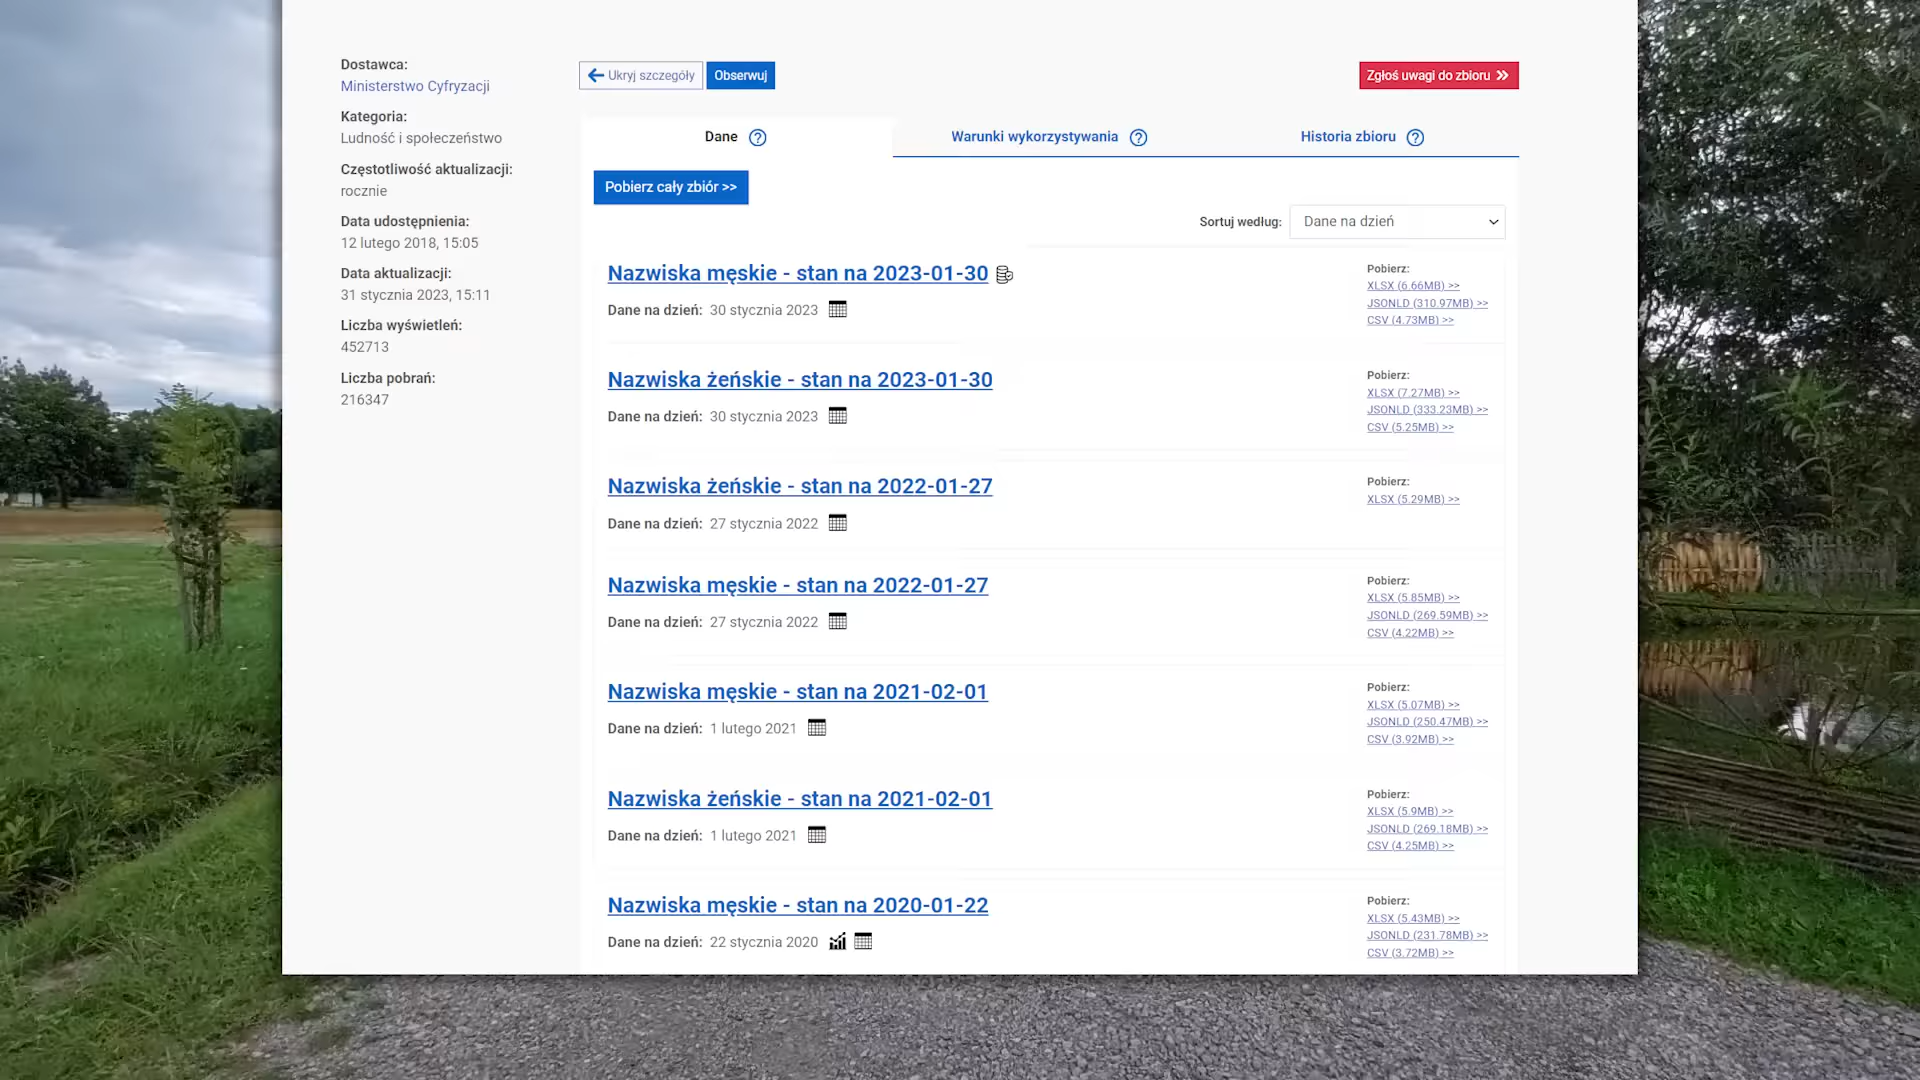 Dostawca:
Ministerstwo Cyfryzacji
Kategoria:
Ludność i społeczeństwo
Częstotliwość aktualizacji:
rocznie
Data udostępnienia:
12 lutego 2018, 15:05
Data aktualizacji:
31 stycznia 2023, 15:11
Liczba wyświetleń:
452713
Liczba pobrań:
216347
Ukryj szczegóły
Obserwuj
Zgłoś uwagi do zbioru
Dane ?
Warunki wykorzystywania ?
Historia zbioru ?
Pobierz cały zbiór >>
Sortuj według: Dane na dzień
Nazwiska męskie - stan na 2023-01-30
Dane na dzień: 30 stycznia 2023
Pobierz:
XLSX (6.66MB) >>
JSONLD (310.97MB) >>
CSV (4.73MB) >>
Nazwiska żeńskie - stan na 2023-01-30
Dane na dzień: 30 stycznia 2023
Pobierz:
XLSX (7.27MB) >>
JSONLD (333.23MB) >>
CSV (5.25MB) >>
Nazwiska żeńskie - stan na 2022-01-27
Dane na dzień: 27 stycznia 2022
Pobierz:
XLSX (5.29MB) >>
Nazwiska męskie - stan na 2022-01-27
Dane na dzień: 27 stycznia 2022
Pobierz:
XLSX (5.85MB) >>
JSONLD (269.59MB) >>
CSV (4.22MB) >>
Nazwiska męskie - stan na 2021-02-01
Dane na dzień: 1 lutego 2021
Pobierz:
XLSX (5.07MB) >>
JSONLD (250.47MB) >>
CSV (3.92MB) >>
Nazwiska żeńskie - stan na 2021-02-01
Dane na dzień: 1 lutego 2021
Pobierz:
XLSX (5.9MB) >>
JSONLD (269.18MB) >>
CSV (4.25MB) >>
Nazwiska męskie - stan na 2020-01-22
Dane na dzień: 22 stycznia 2020
Pobierz:
XLSX (5.43MB) >>
JSONLD (231.78MB) >>
CSV (3.72MB) >>